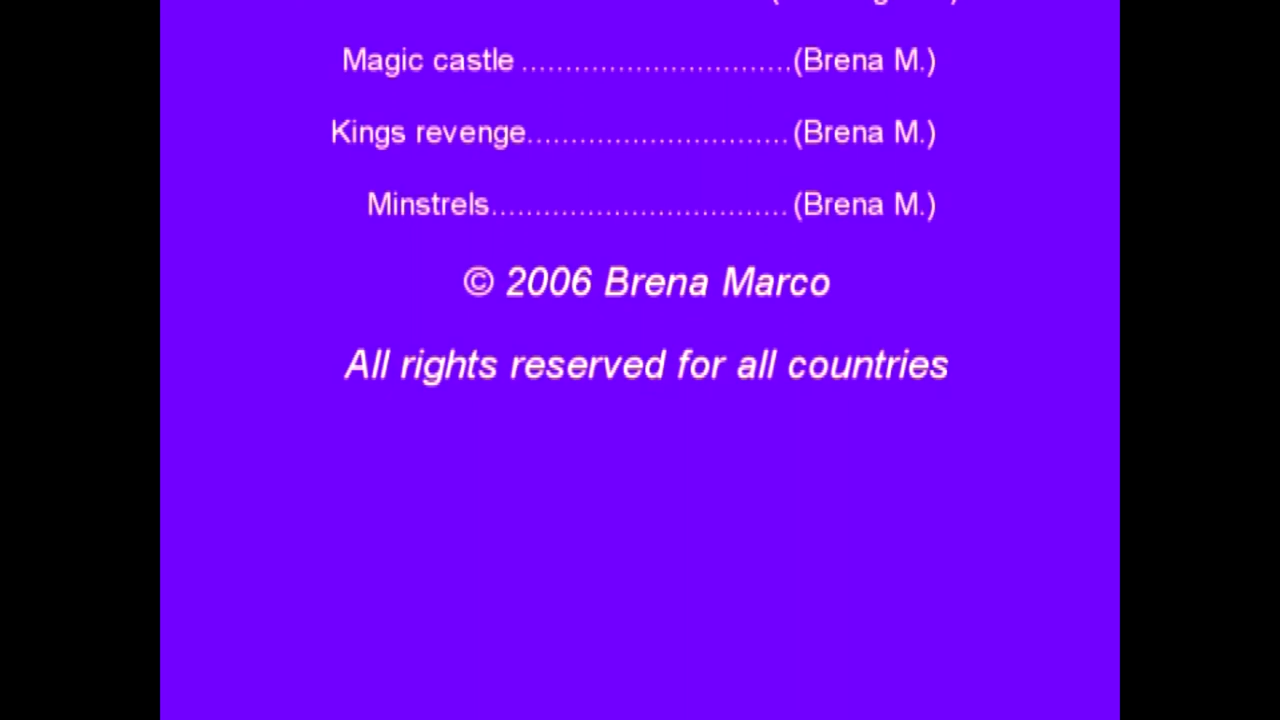 Magic castle ..............................(Brena M.)
Kings revenge.............................(Brena M.)
Minstrels.................................(Brena M.)
© 2006 Brena Marco
All rights reserved for all countries